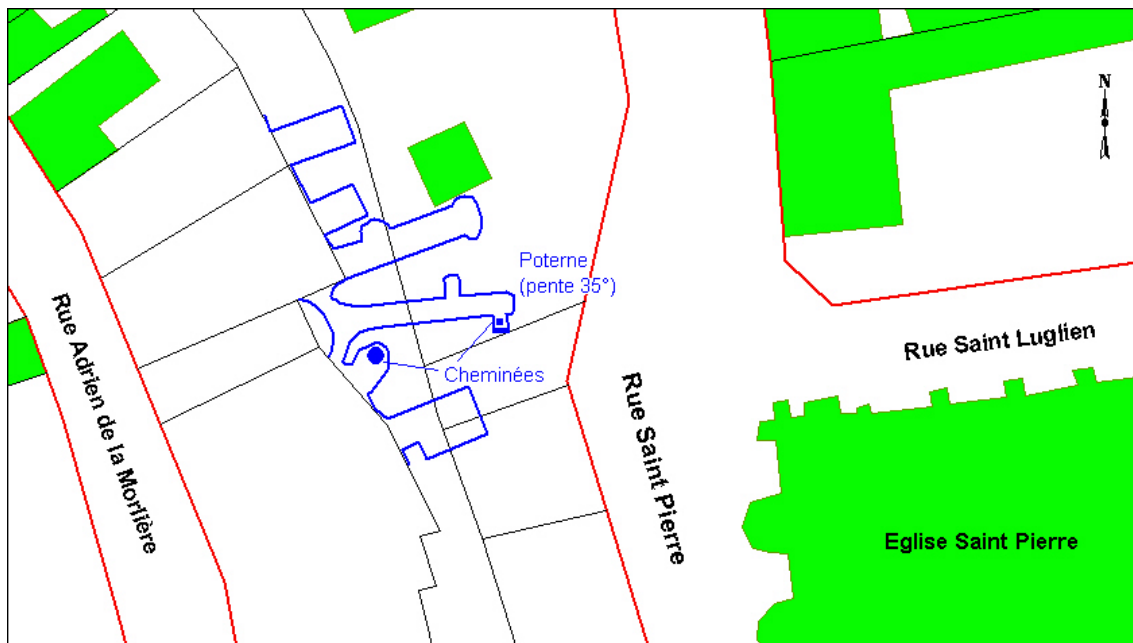 N
Poterne
(pente 35°)
Rue Adrien de la Morlière
Rue Saint Luglien
Cheminées
Rue Saint Pierre
Eglise Saint Pierre